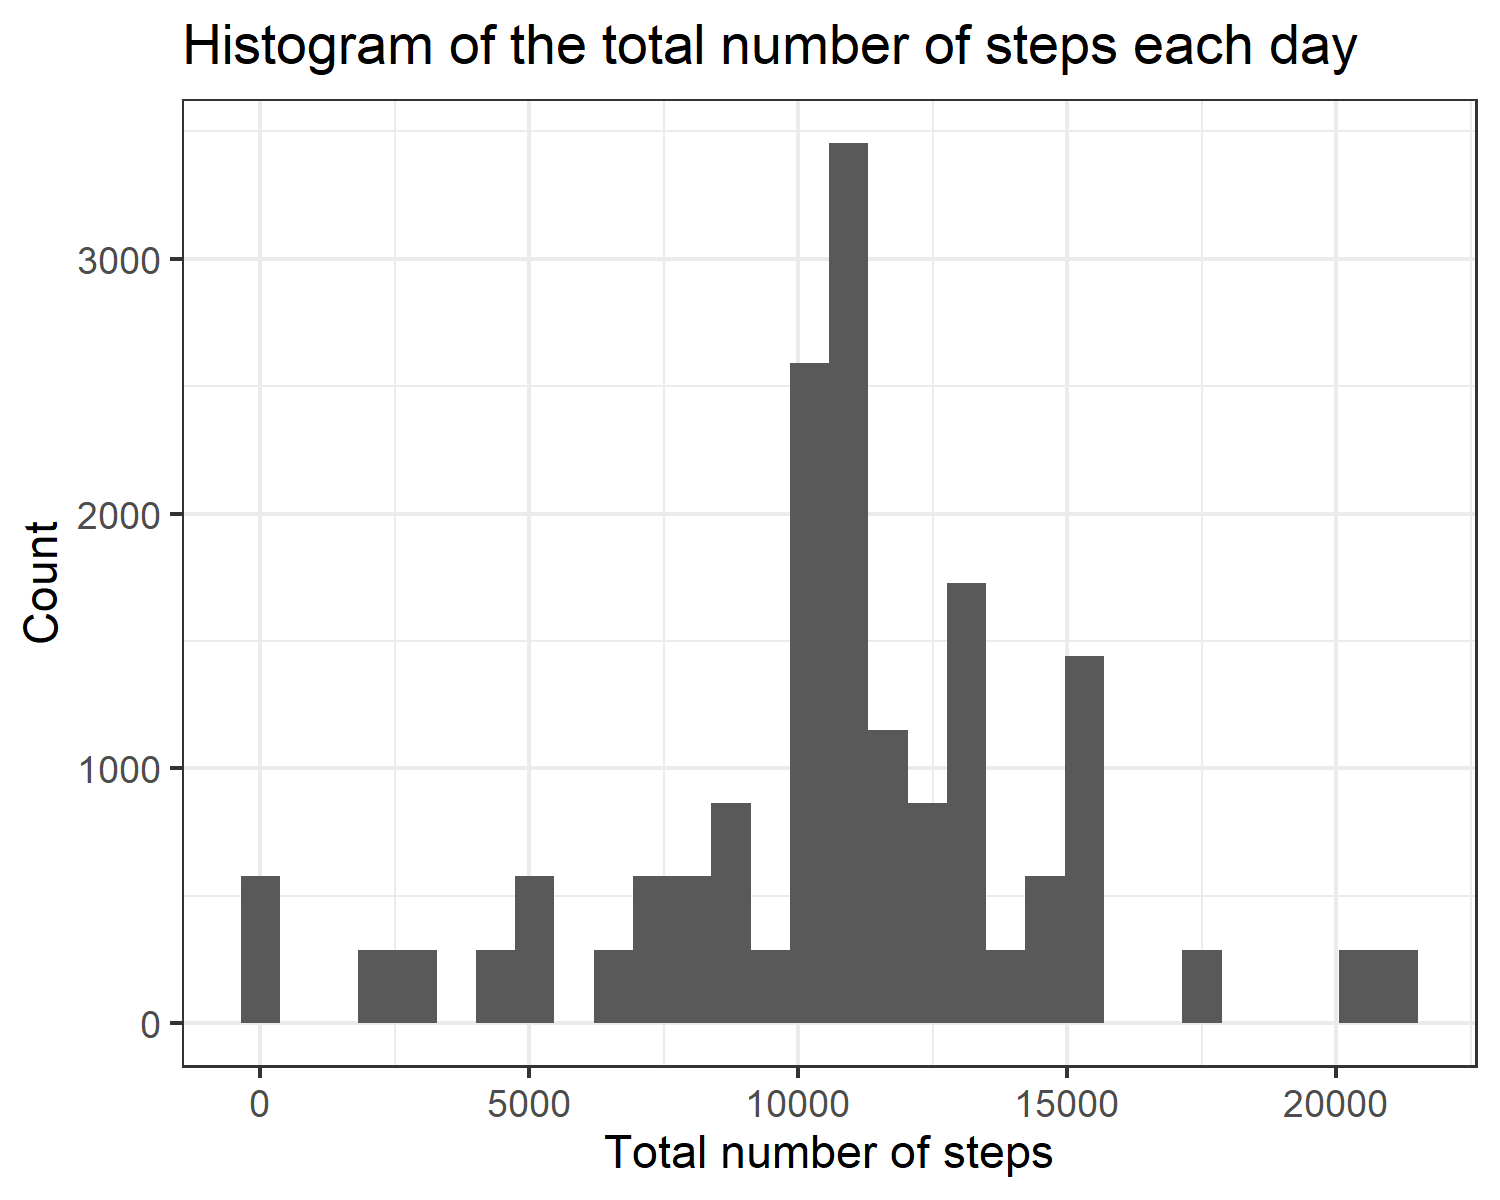 Histogram of the total number of steps each day
Count
3000
2000
1000
0
0 5000 10000 15000 20000
Total number of steps